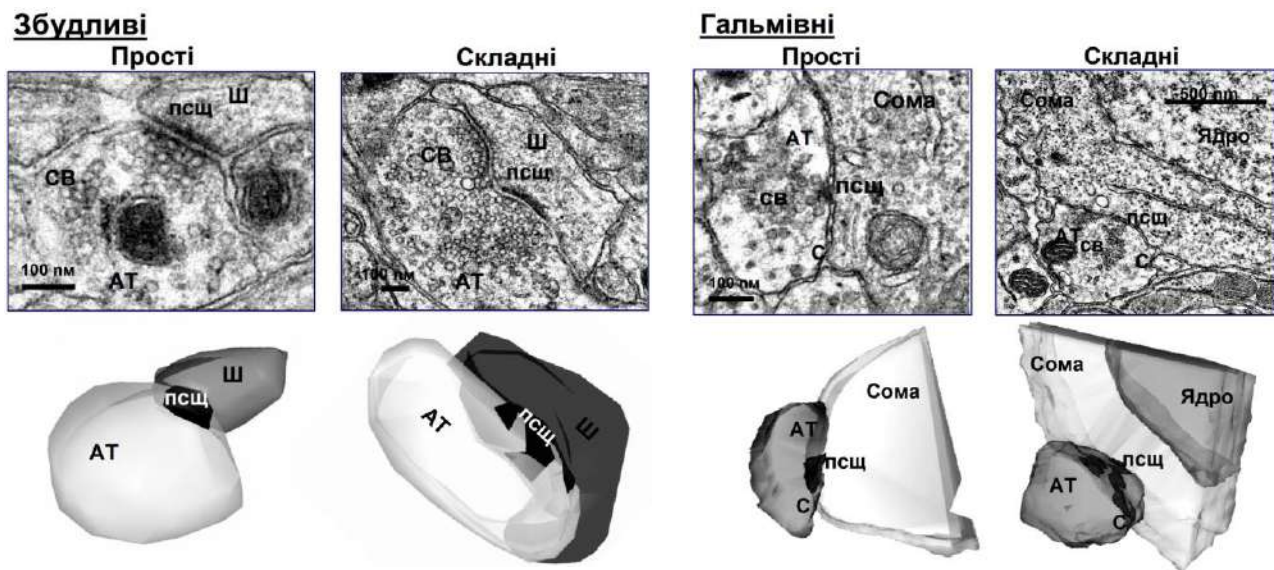 Збудливі
Гальмівні
Прості
Складні
Прості
Складні
псщ
Ш
СВ
100 нм
АТ
СВ
Ш
псщ
100 нм
АТ
Сома
АТ
псщ
св
С
100 нм
Сома
500 nm
Ядро
псщ
АТ
св
С
Ш
псщ
АТ
АТ
псщ
Ш
Сома
АТ
псщ
С
Сома
Ядро
псщ
АТ
С